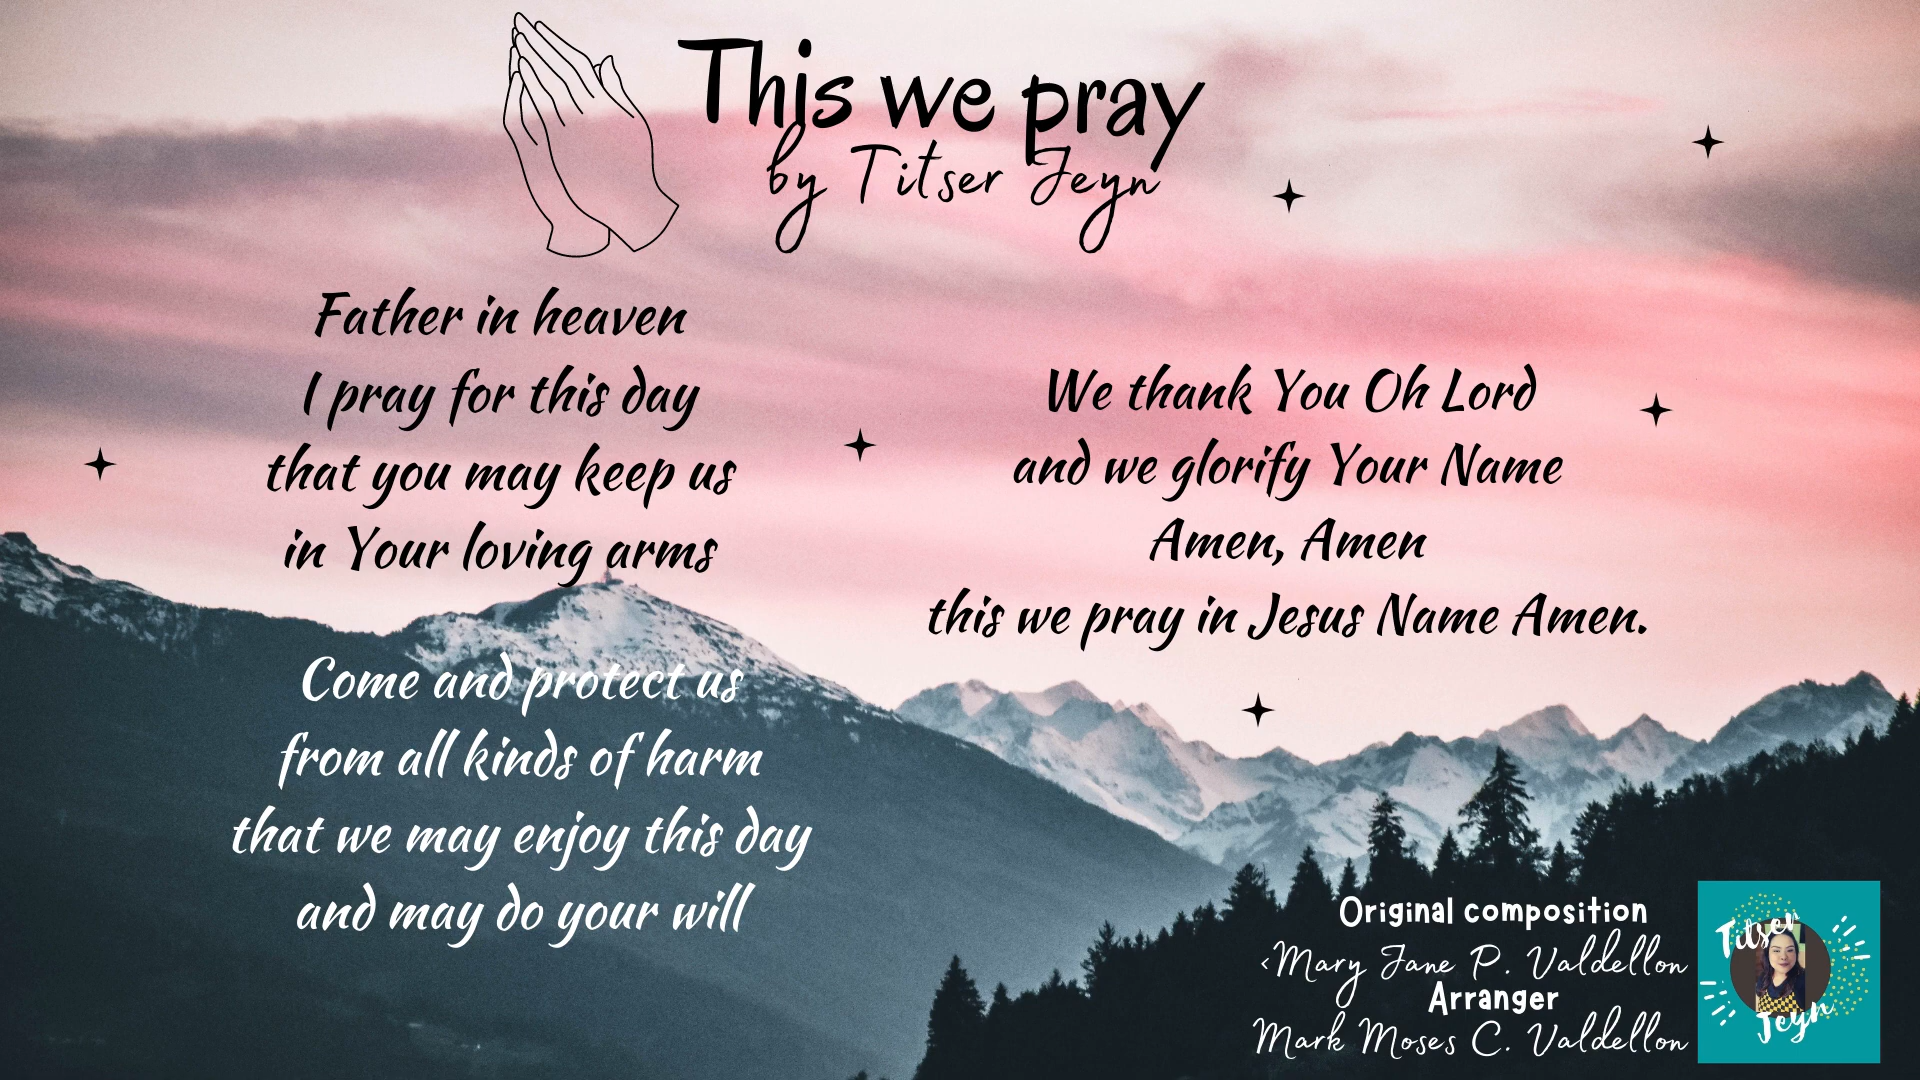 This we pray
by Titser Jeyn
Father in heaven
I pray for this day
that you may keep us
in Your loving arms
Come and protect us
from all kinds of harm
that we may enjoy this day
and may do your will
We thank You Oh Lord
and we glorify Your Name
Amen, Amen
this we pray in Jesus Name Amen.
Original composition
<Mary Jane P. Valdellon
Arranger
Mark Moses C. Valdellon
Titser
Jeyn